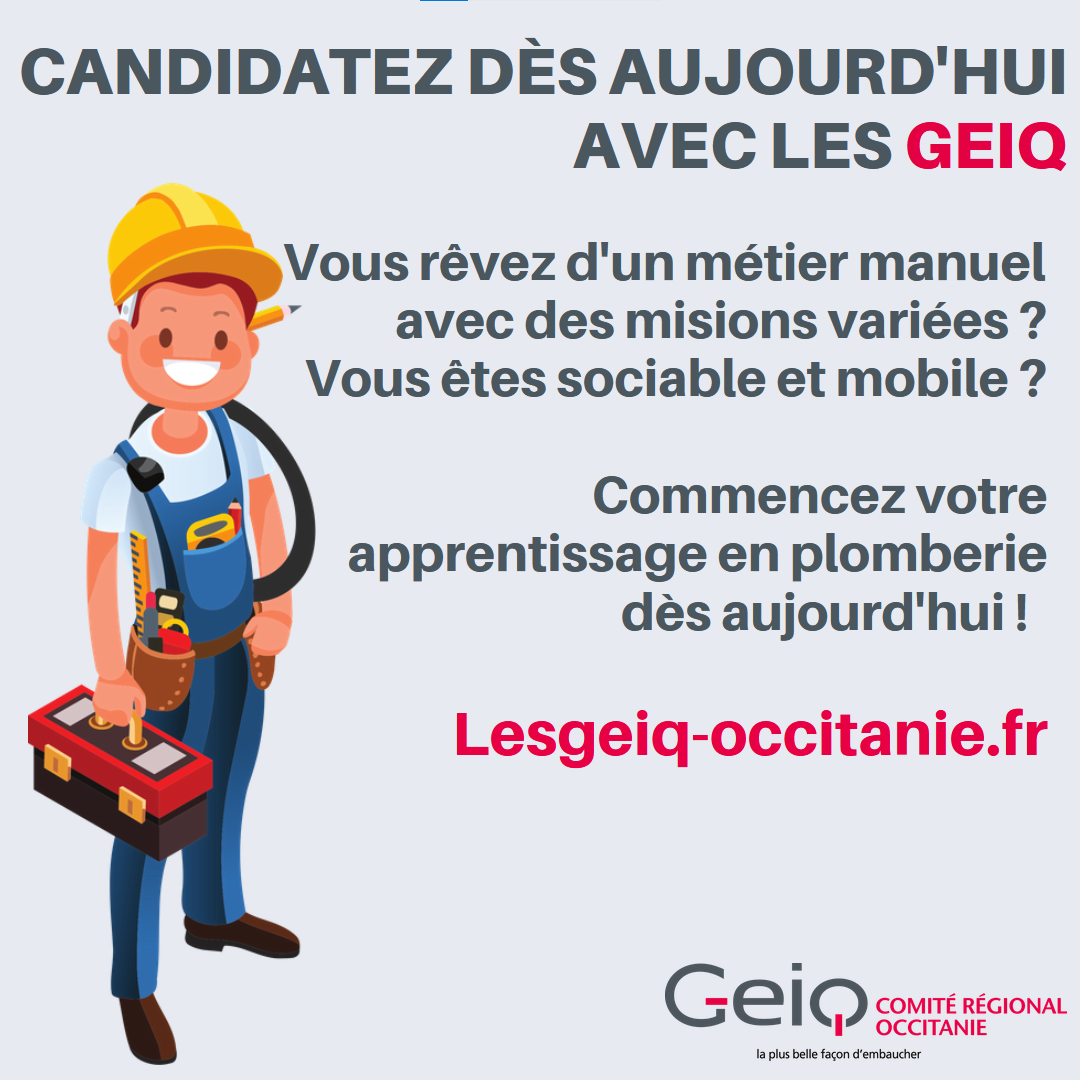 CANDIDATEZ DÈS AUJOURD'HUI
AVEC LES GEIQ
Vous rêvez d'un métier manuel
avec des misions variées ?
Vous êtes sociable et mobile ?
Commencez votre
apprentissage en plomberie
dès aujourd'hui !
Lesgeiq-occitanie.fr
Geiq COMITÉ RÉGIONAL
OCCITANIE
la plus belle façon d'embaucher